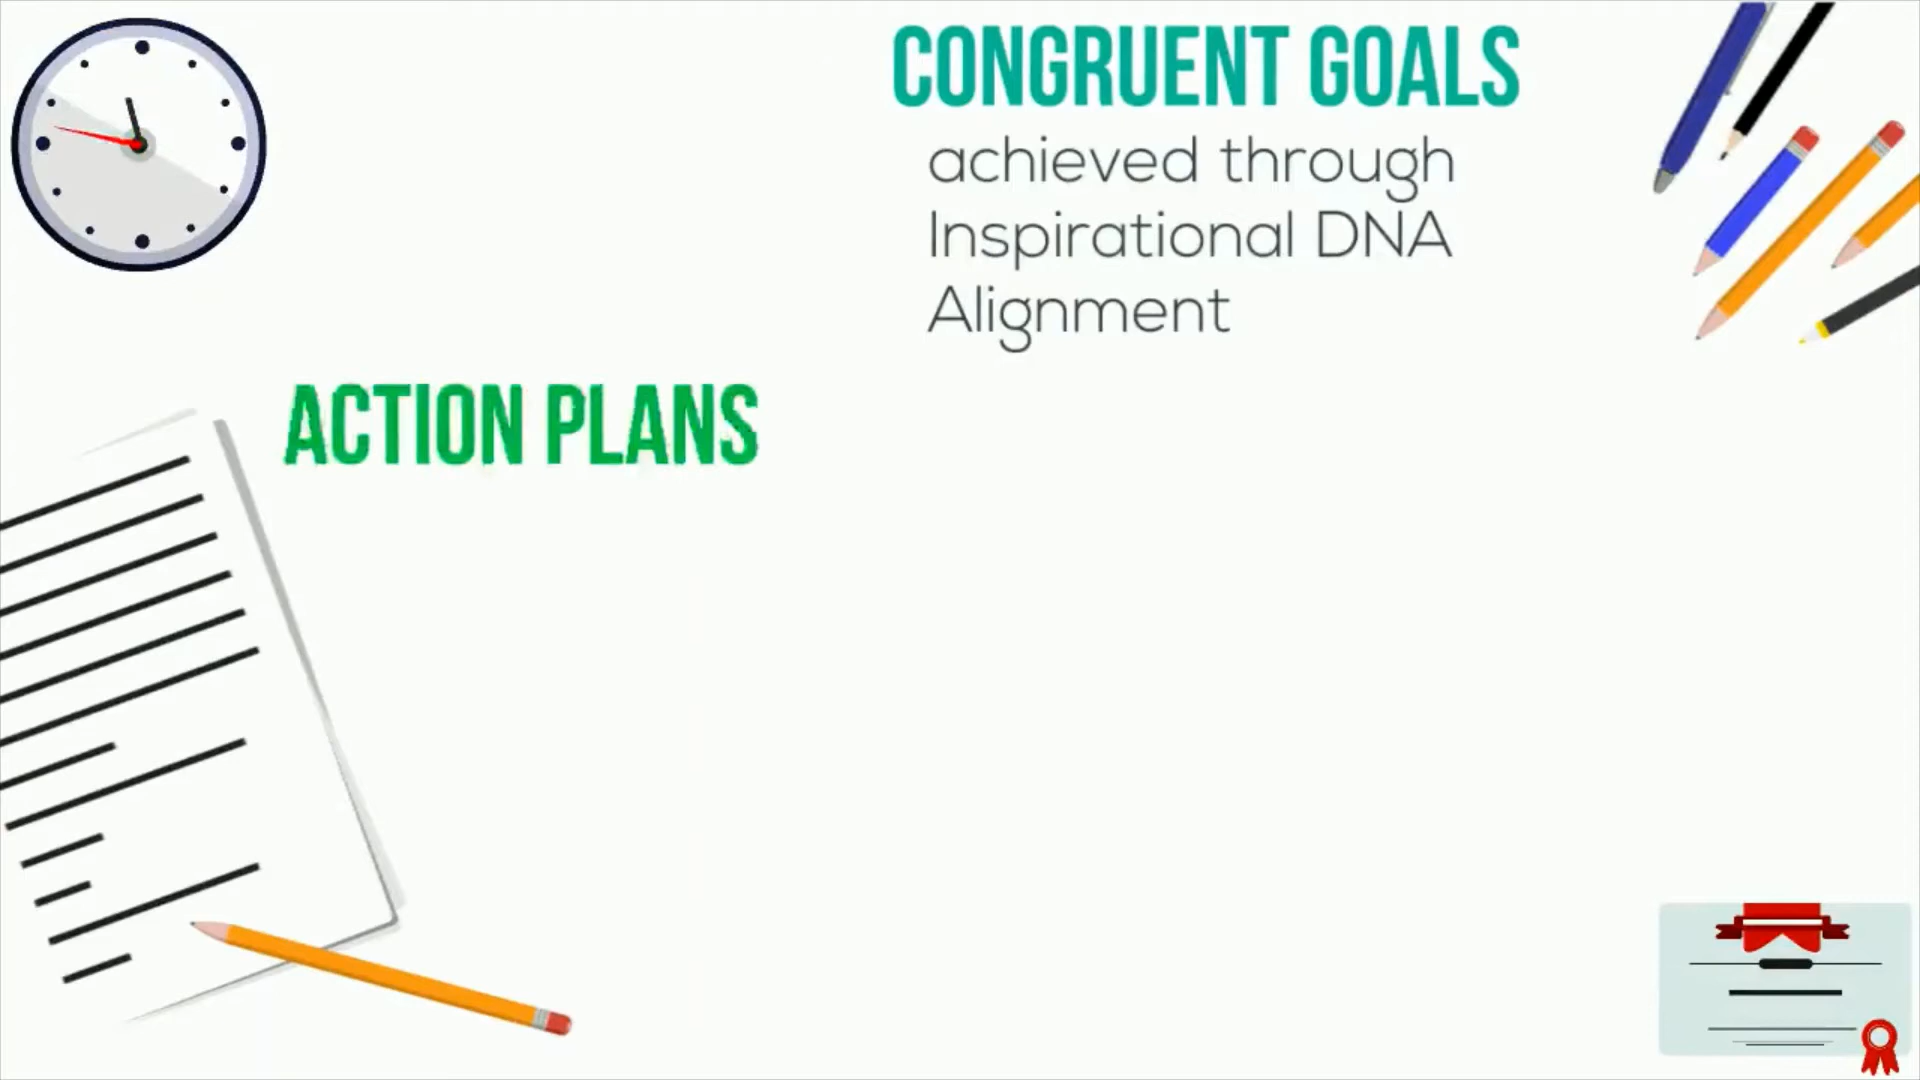 CONGRUENT GOALS
achieved through
Inspirational DNA
Alignment
ACTION PLANS